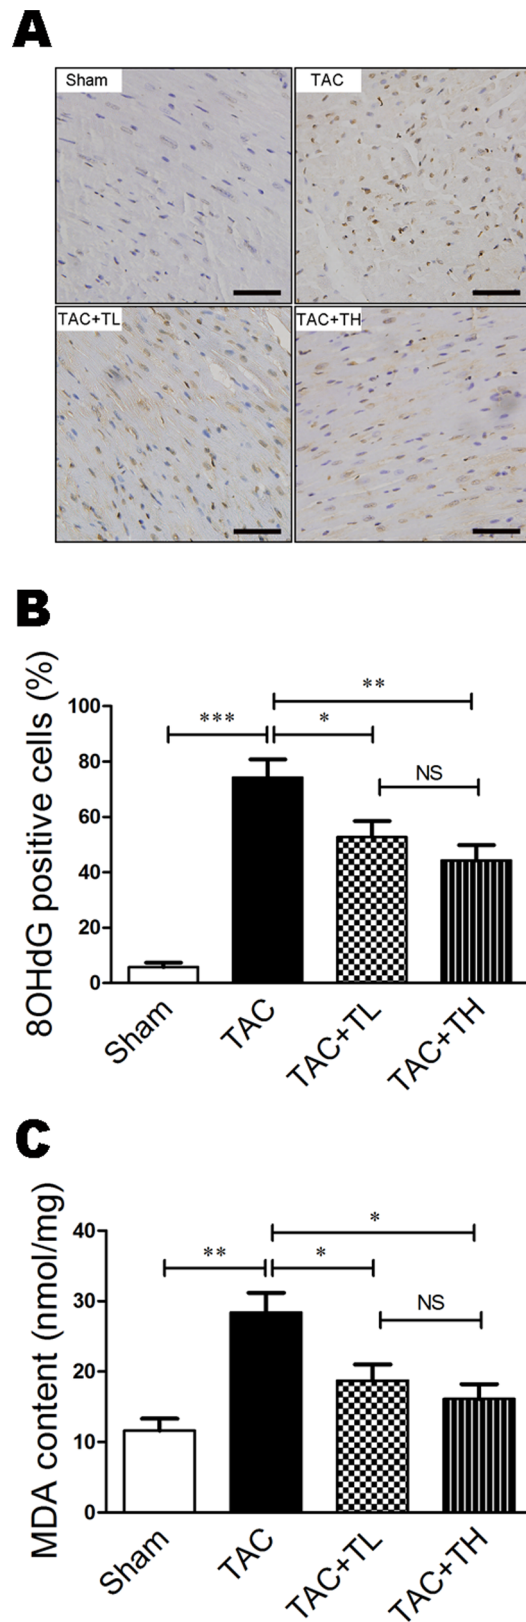 A
Sham
TAC
TAC+TL
TAC+TH
B
8OHdG positive cells (%)
100
80
60
40
20
0
***
*
**
NS
Sham
TAC
TAC+TL
TAC+TH
C
MDA content (nmol/mg)
40
30
20
10
0
**
*
*
NS
Sham
TAC
TAC+TL
TAC+TH